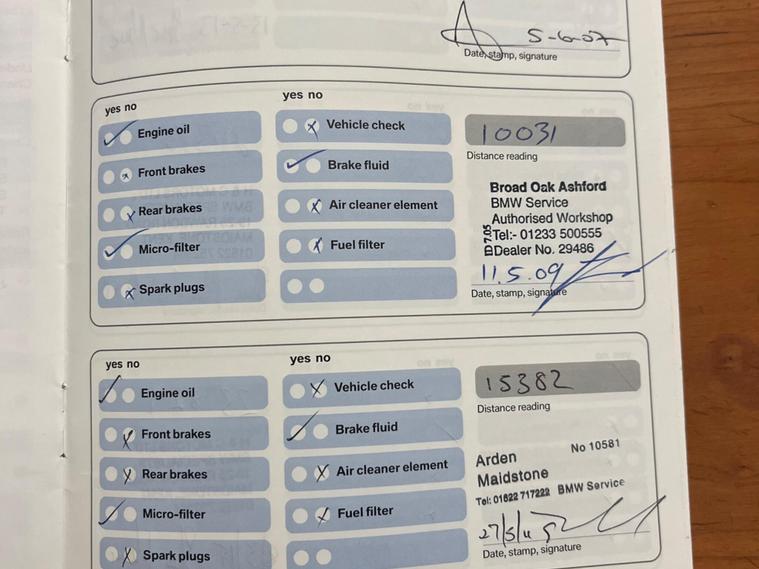 5-6-07
Date, stamp, signature
yes no
yes no
Engine oil
Vehicle check
10031
Front brakes
Brake fluid
Distance reading
Rear brakes
Air cleaner element
Broad Oak Ashford
BMW Service
Authorised Workshop
Tel:- 01233 500555
Dealer No. 29486
Micro-filter
Fuel filter
11.5.09
Spark plugs
Date, stamp, signature
yes no
yes no
Engine oil
Vehicle check
15382
Front brakes
Brake fluid
Distance reading
Rear brakes
Air cleaner element
Arden
No 10581
Maidstone
Tel: 01622 717222 BMW Service
Micro-filter
Fuel filter
27/5/11
Spark plugs
Date, stamp, signature